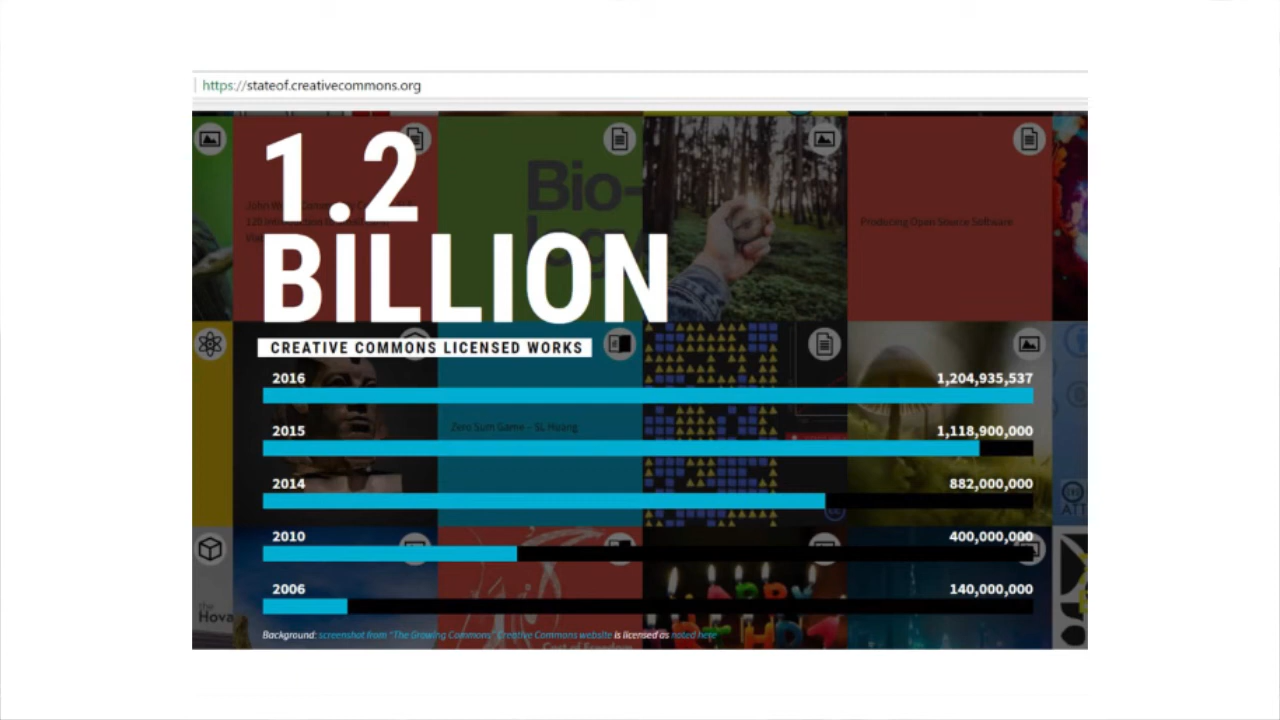 https://stateof.creativecommons.org
1.2
BILLION
CREATIVE COMMONS LICENSED WORKS
Bio-
Producing Open Source Software
2016 1,204,935,537
2015 1,118,900,000
Zero Sum Game – SL Huang
2014 882,000,000
ATT
2010 400,000,000
2006 140,000,000
the
Hova
Background: screenshot from "The Growing Commons" Creative Commons website is licensed as noted here